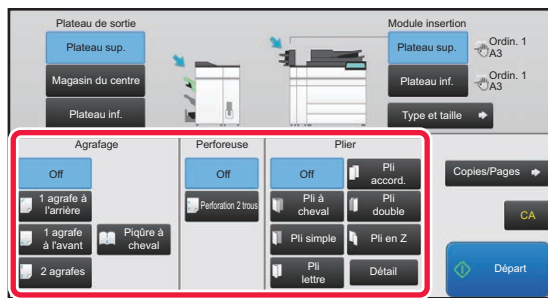 Plateau de sortie
Module insertion
Plateau sup.
Plateau sup.
Ordin. 1
A3
Magasin du centre
Plateau inf.
Ordin. 1
A3
Plateau inf.
Type et taille
Agrafage
Perforeuse
Plier
Off
Off
Off
Pli
accord.
Copies/Pages
1 agrafe à
l'arrière
Perforation 2 trous
Pli à
cheval
Pli
double
CA
1 agrafe
à l'avant
Piqûre à
cheval
Pli simple
Pli en Z
2 agrafes
Pli
lettre
Détail
Départ